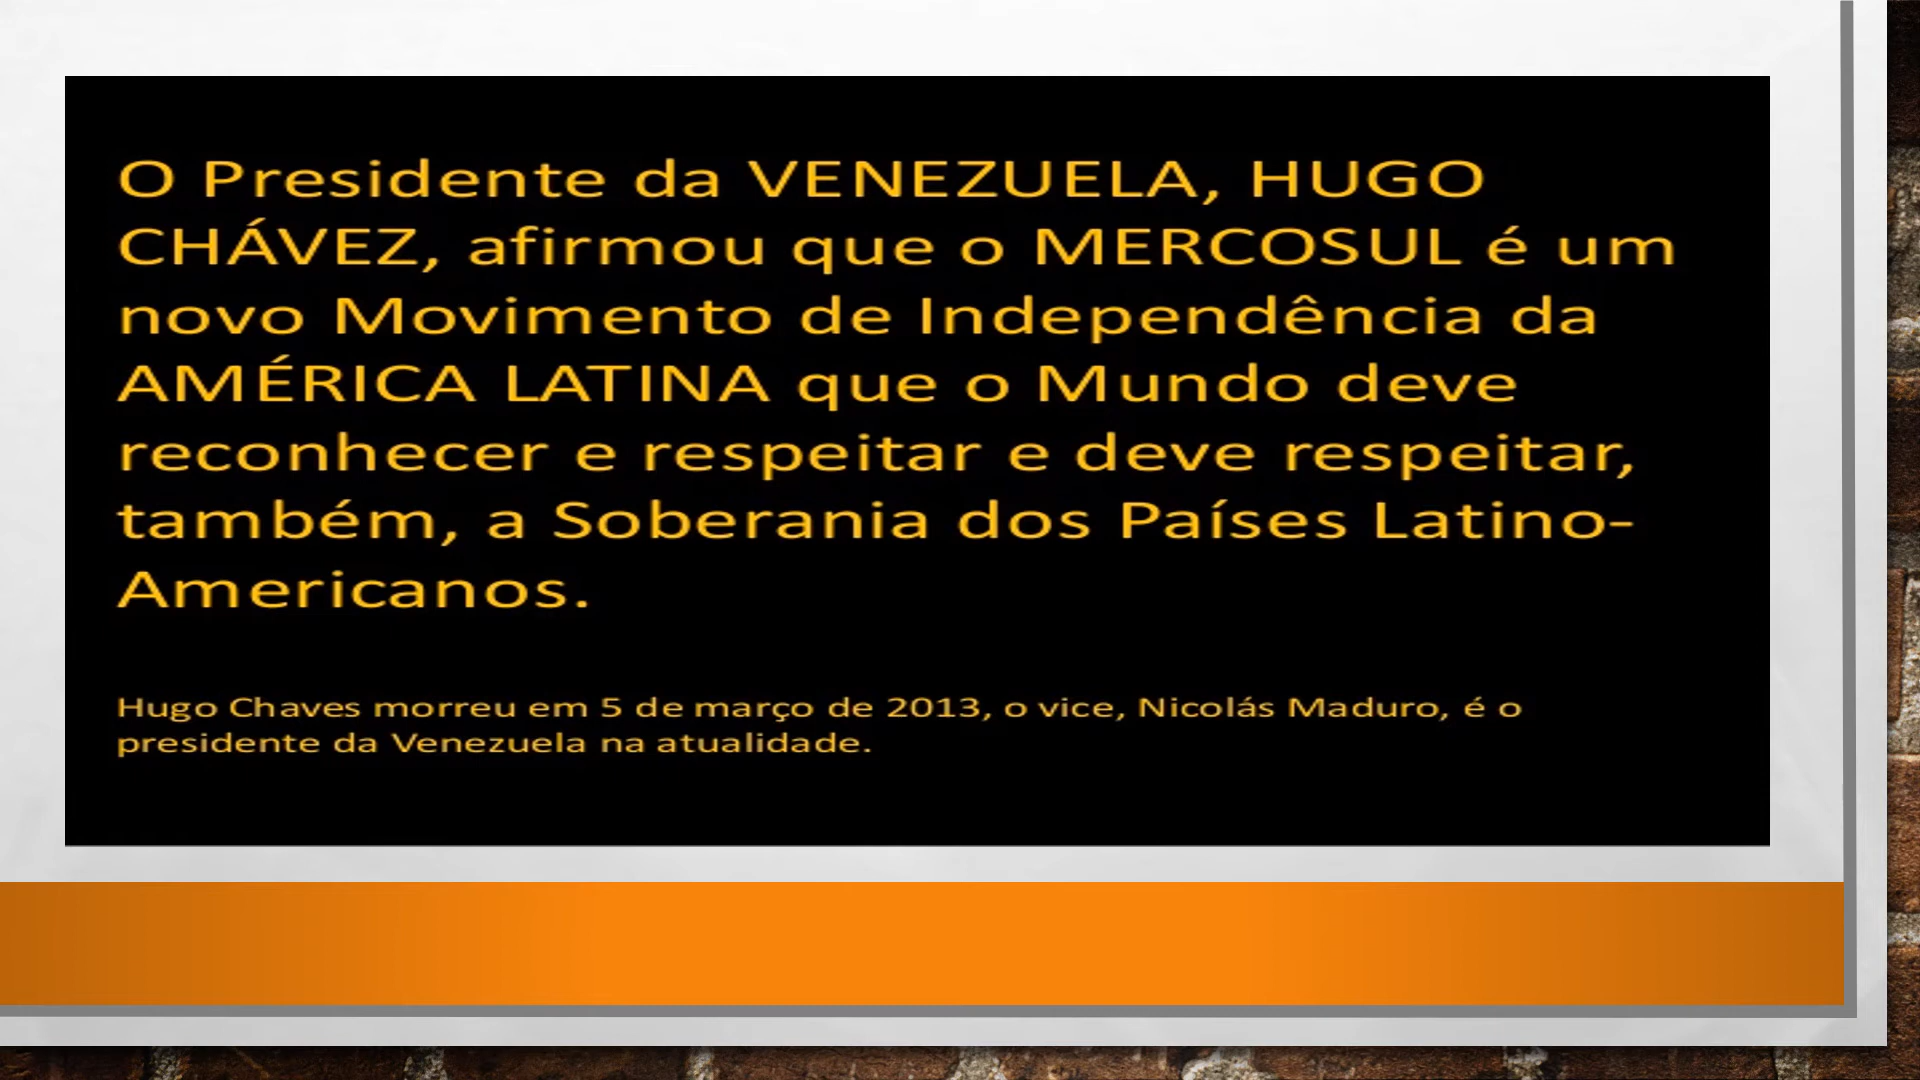 O Presidente da VENEZUELA, HUGO
CHÁVEZ, afirmou que o MERCOSUL é um
novo Movimento de Independência da
AMÉRICA LATINA que o Mundo deve
reconhecer e respeitar e deve respeitar,
também, a Soberania dos Países Latino-
Americanos.
Hugo Chaves morreu em 5 de março de 2013, o vice, Nicolás Maduro, é o
presidente da Venezuela na atualidade.